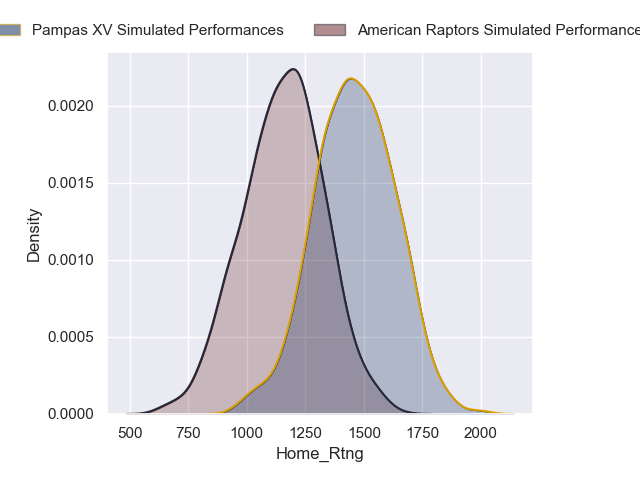 Pampas XV Simulated Performances
American Raptors Simulated Performance
0.0020
0.0015
0.0010
0.0005
0.0000
Density
500 750 1000 1250 1500 1750 2000
Home_Rtng